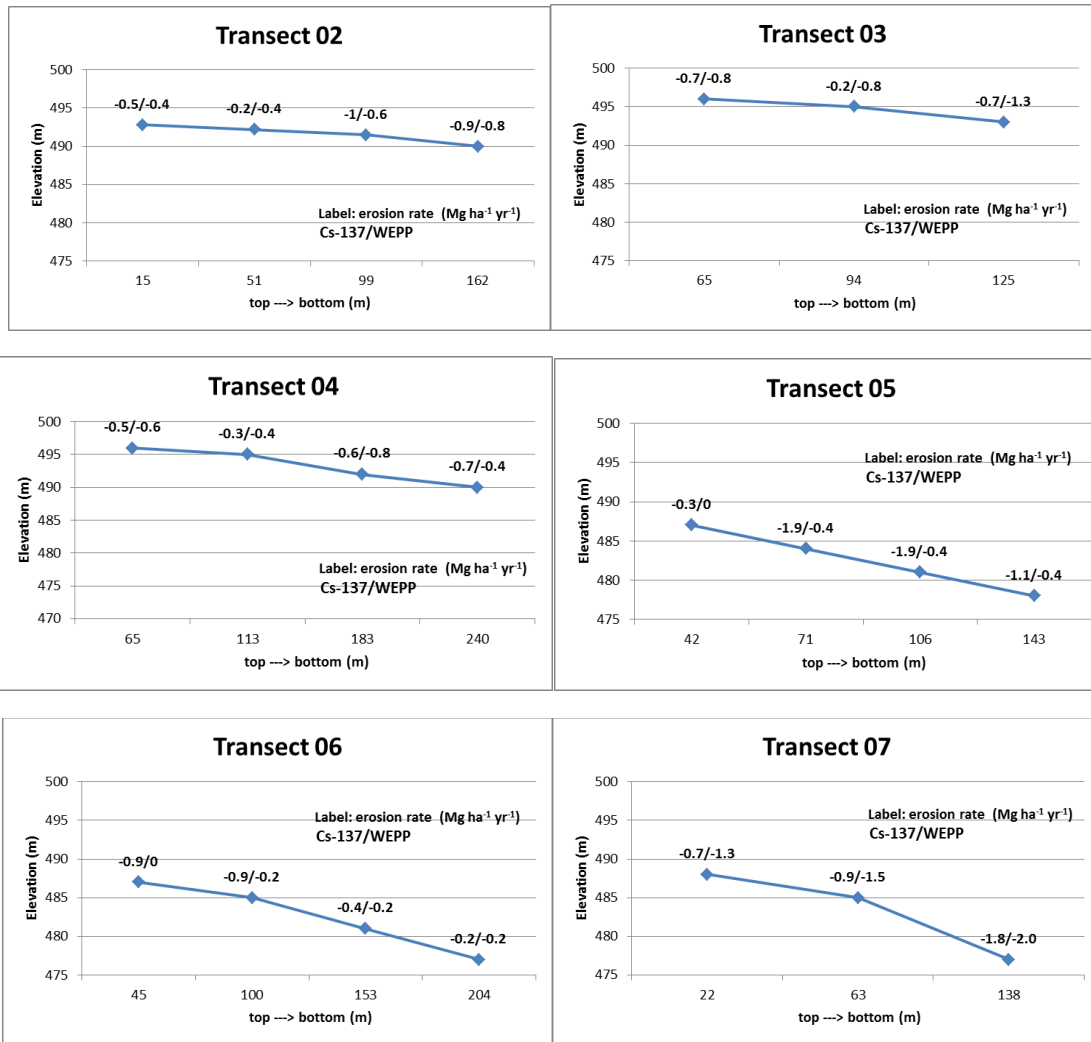 Transect 02
500
495
490
485
480
475
Elevation (m)
-0.5/-0.4
-0.2/-0.4
-1/-0.6
-0.9/-0.8
Label: erosion rate (Mg ha⁻¹ yr⁻¹)
Cs-137/WEPP
15 51 99 162
top ---> bottom (m)
Transect 03
500
495
490
485
480
475
Elevation (m)
-0.7/-0.8
-0.2/-0.8
-0.7/-1.3
Label: erosion rate (Mg ha⁻¹ yr⁻¹)
Cs-137/WEPP
65 94 125
top ---> bottom (m)
Transect 04
500
495
490
485
480
475
470
Elevation (m)
-0.5/-0.6
-0.3/-0.4
-0.6/-0.8
-0.7/-0.4
Label: erosion rate (Mg ha⁻¹ yr⁻¹)
Cs-137/WEPP
65 113 183 240
top ---> bottom (m)
Transect 05
500
495
490
485
480
475
Elevation (m)
Label: erosion rate (Mg ha⁻¹ yr⁻¹)
Cs-137/WEPP
-0.3/0
-1.9/-0.4
-1.9/-0.4
-1.1/-0.4
42 71 106 143
top ---> bottom (m)
Transect 06
500
495
490
485
480
475
Elevation (m)
Label: erosion rate (Mg ha⁻¹ yr⁻¹)
Cs-137/WEPP
-0.9/0
-0.9/-0.2
-0.4/-0.2
-0.2/-0.2
45 100 153 204
top ---> bottom (m)
Transect 07
500
495
490
485
480
475
Elevation (m)
Label: erosion rate (Mg ha⁻¹ yr⁻¹)
Cs-137/WEPP
-0.7/-1.3
-0.9/-1.5
-1.8/-2.0
22 63 138
top ---> bottom (m)